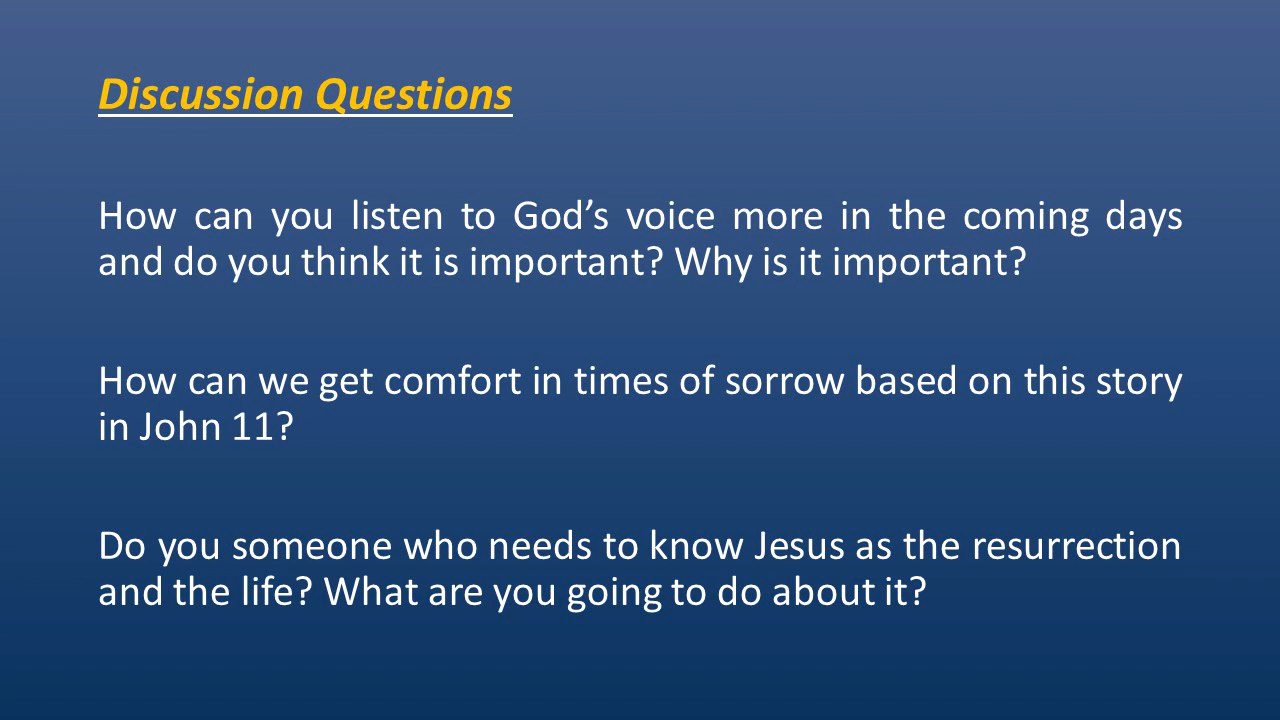 Discussion Questions
How can you listen to God’s voice more in the coming days
and do you think it is important? Why is it important?
How can we get comfort in times of sorrow based on this story
in John 11?
Do you someone who needs to know Jesus as the resurrection
and the life? What are you going to do about it?